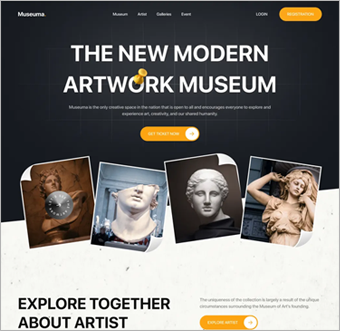 Museuma.
Museum Artist Galleries Event
LOGIN REGISTRATION
THE NEW MODERN
ARTWORK MUSEUM
Museuma is the only creative space in the nation that is open to all and encourages everyone to explore and
experience art, creativity, and our shared humanity.
GET TICKET NOW
EXPLORE TOGETHER
ABOUT ARTIST
The uniqueness of the collection is largely a result of the unique
circumstances surrounding the Museum of Art's founding.
EXPLORE ARTIST